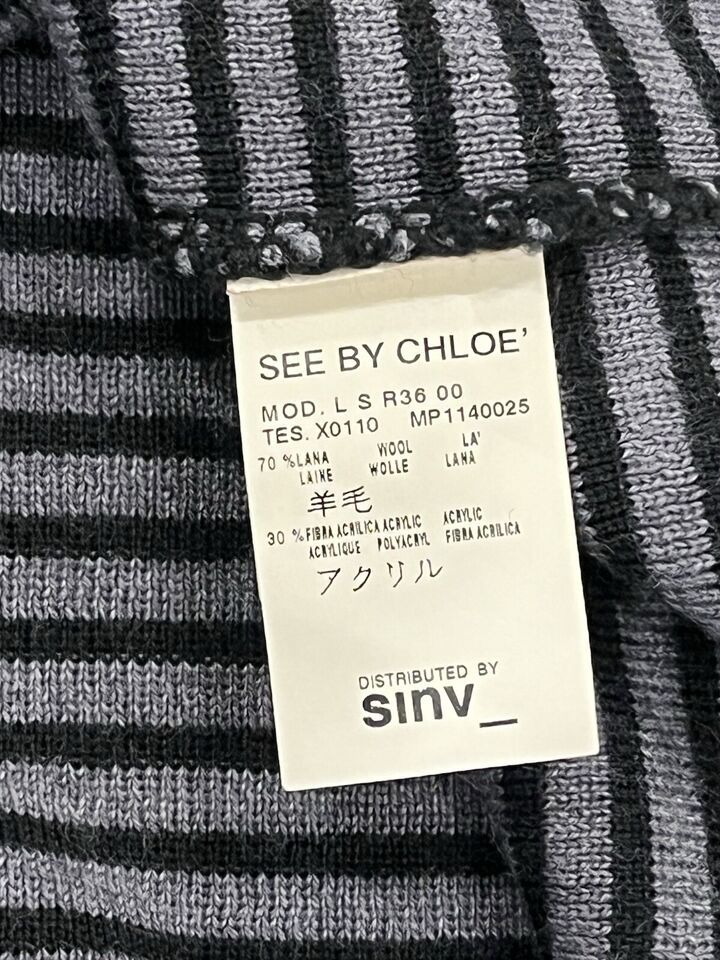 SEE BY CHLOE'
MOD. L S R36 00
TES. X0110 MP1140025
70 % LANA WOOL LA'
LAINE WOLLE LANA
羊毛
30 % FIBRA ACRILICA ACRYLIC ACRYLIC
ACRYLIQUE POLYACRYL FIBRA ACRILICA
アクリル
DISTRIBUTED BY
sinv_